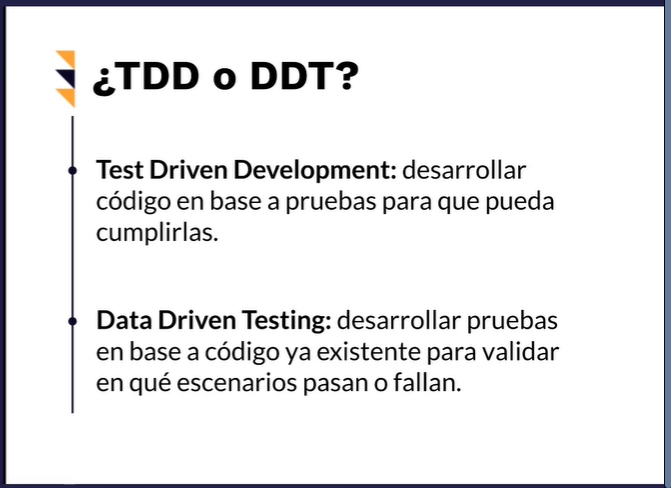 ¿TDD o DDT?
Test Driven Development: desarrollar
código en base a pruebas para que pueda
cumplirlas.
Data Driven Testing: desarrollar pruebas
en base a código ya existente para validar
en qué escenarios pasan o fallan.